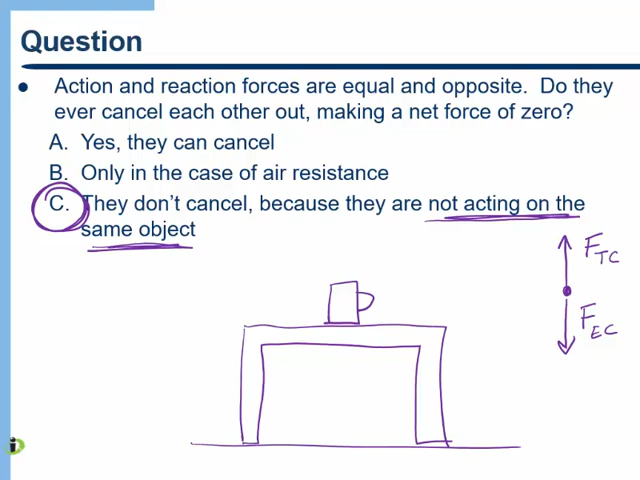 Question
Action and reaction forces are equal and opposite. Do they
ever cancel each other out, making a net force of zero?
A. Yes, they can cancel
B. Only in the case of air resistance
C. They don't cancel, because they are not acting on the
same object
F_TC
F_EC